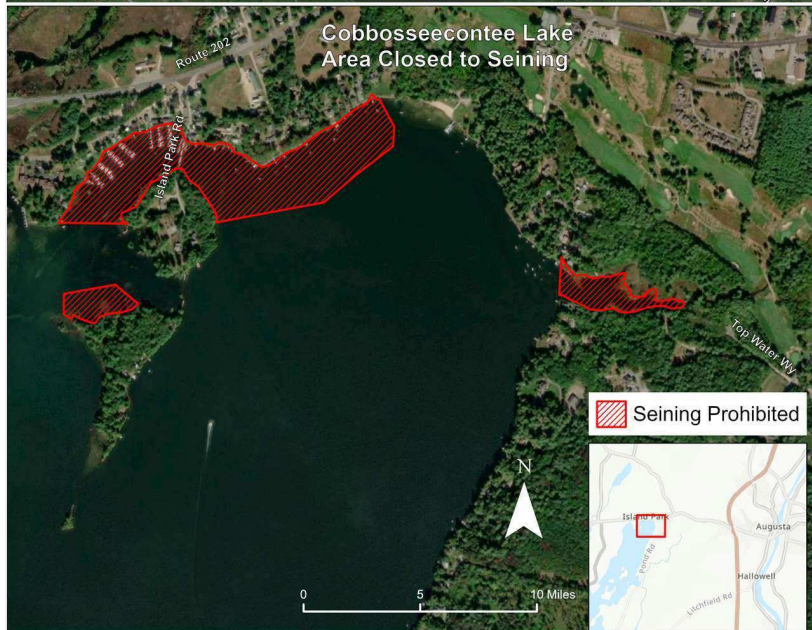 Cobbosseecontee Lake
Area Closed to Seining
Route 202
Island Park Rd
Top Water Wy
Seining Prohibited
N
0 5 10 Miles
Island Park
Augusta
Pond Rd
Hallowell
Litchfield Rd